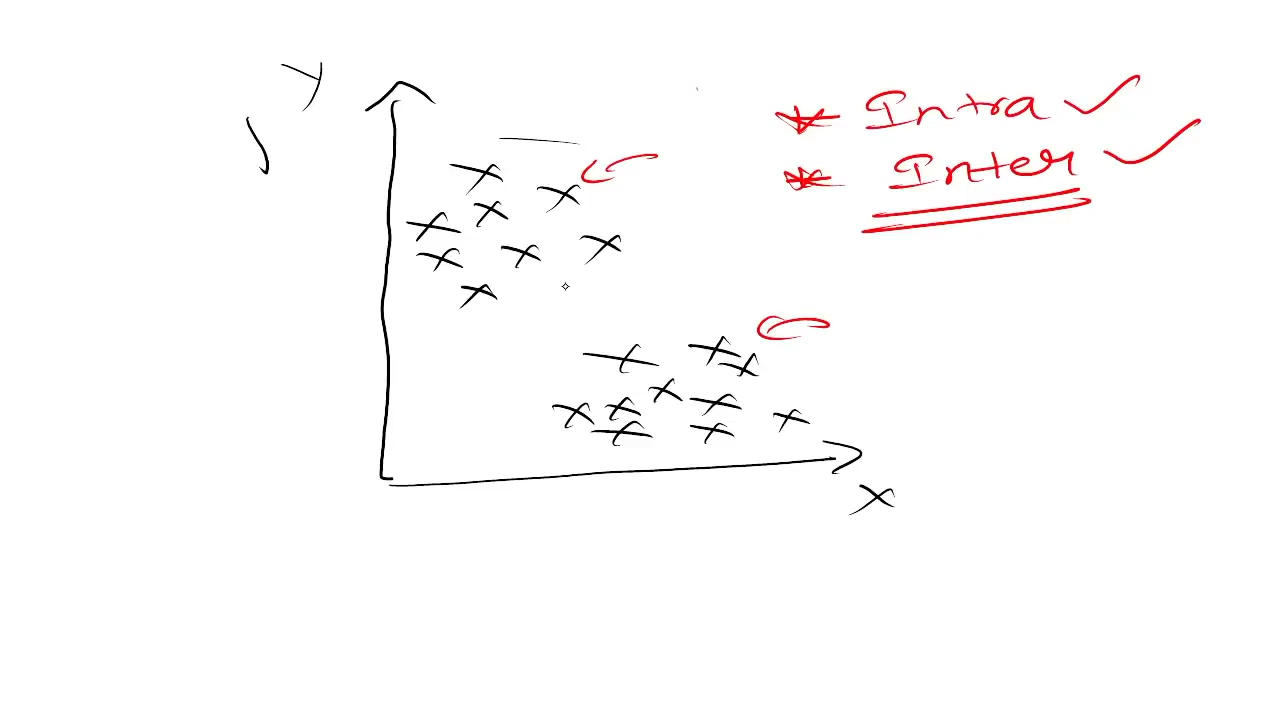 Y
* Intra ✓
* Inter ✓
X